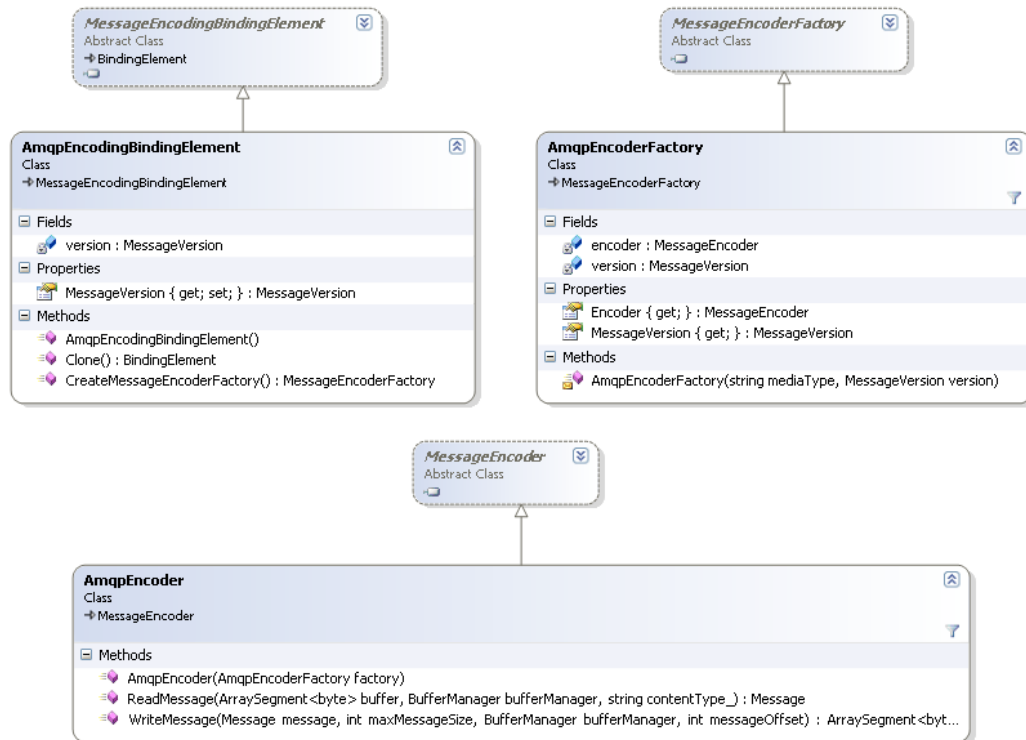 MessageEncodingBindingElement
Abstract Class
BindingElement
MessageEncoderFactory
Abstract Class
AmqpEncodingBindingElement
Class
MessageEncodingBindingElement
Fields
version : MessageVersion
Properties
MessageVersion { get; set; } : MessageVersion
Methods
AmqpEncodingBindingElement()
Clone() : BindingElement
CreateMessageEncoderFactory() : MessageEncoderFactory
AmqpEncoderFactory
Class
MessageEncoderFactory
Fields
encoder : MessageEncoder
version : MessageVersion
Properties
Encoder { get; } : MessageEncoder
MessageVersion { get; } : MessageVersion
Methods
AmqpEncoderFactory(string mediaType, MessageVersion version)
MessageEncoder
Abstract Class
AmqpEncoder
Class
MessageEncoder
Methods
AmqpEncoder(AmqpEncoderFactory factory)
ReadMessage(ArraySegment<byte> buffer, BufferManager bufferManager, string contentType_) : Message
WriteMessage(Message message, int maxMessageSize, BufferManager bufferManager, int messageOffset) : ArraySegment<byt...